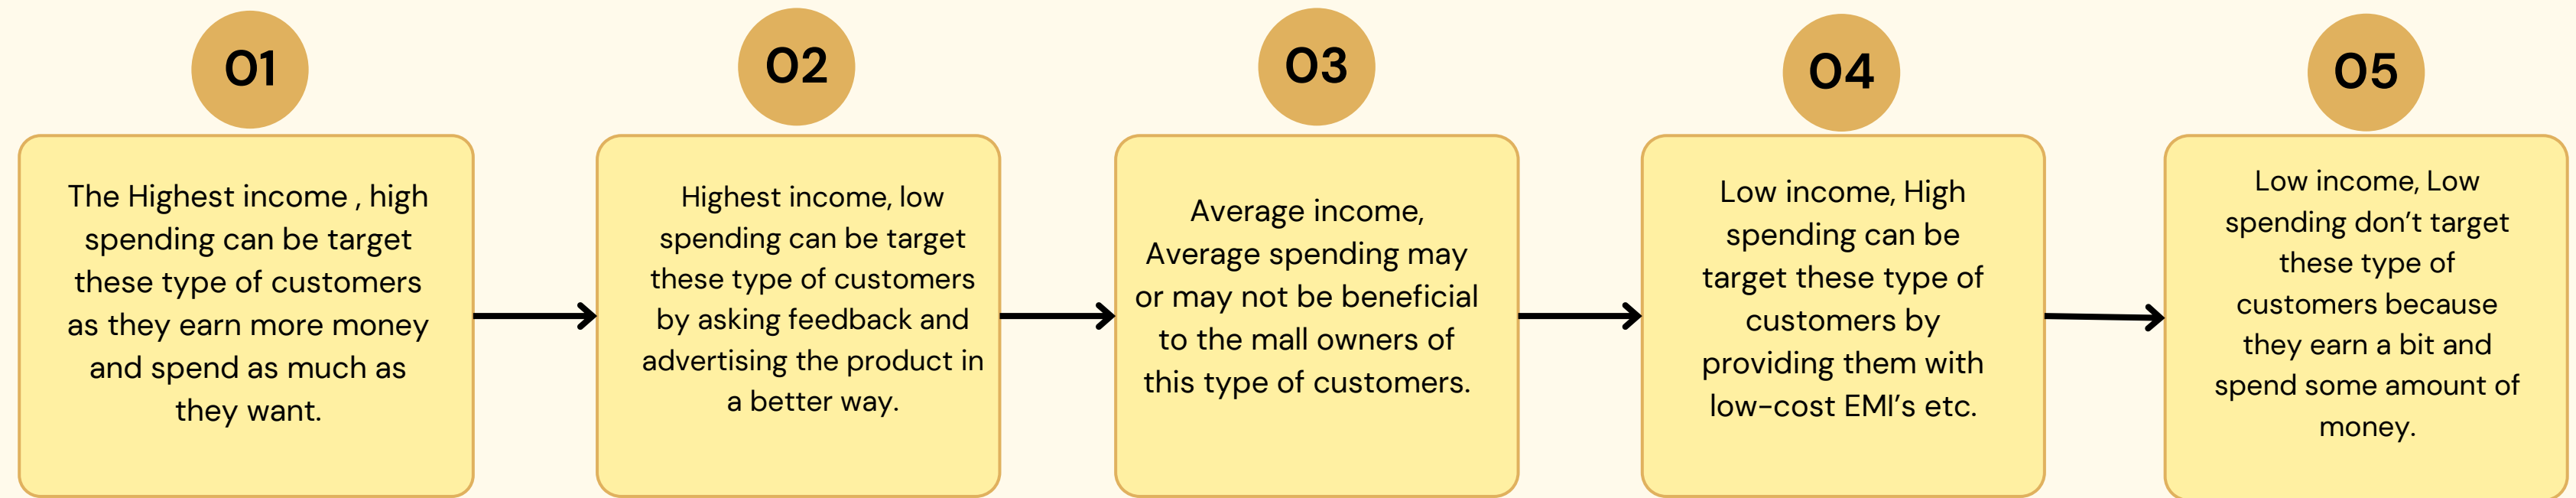 01
The Highest income , high
spending can be target
these type of customers
as they earn more money
and spend as much as
they want.
02
Highest income, low
spending can be target
these type of customers
by asking feedback and
advertising the product in
a better way.
03
Average income,
Average spending may
or may not be beneficial
to the mall owners of
this type of customers.
04
Low income, High
spending can be
target these type of
customers by
providing them with
low-cost EMI’s etc.
05
Low income, Low
spending don’t target
these type of
customers because
they earn a bit and
spend some amount of
money.